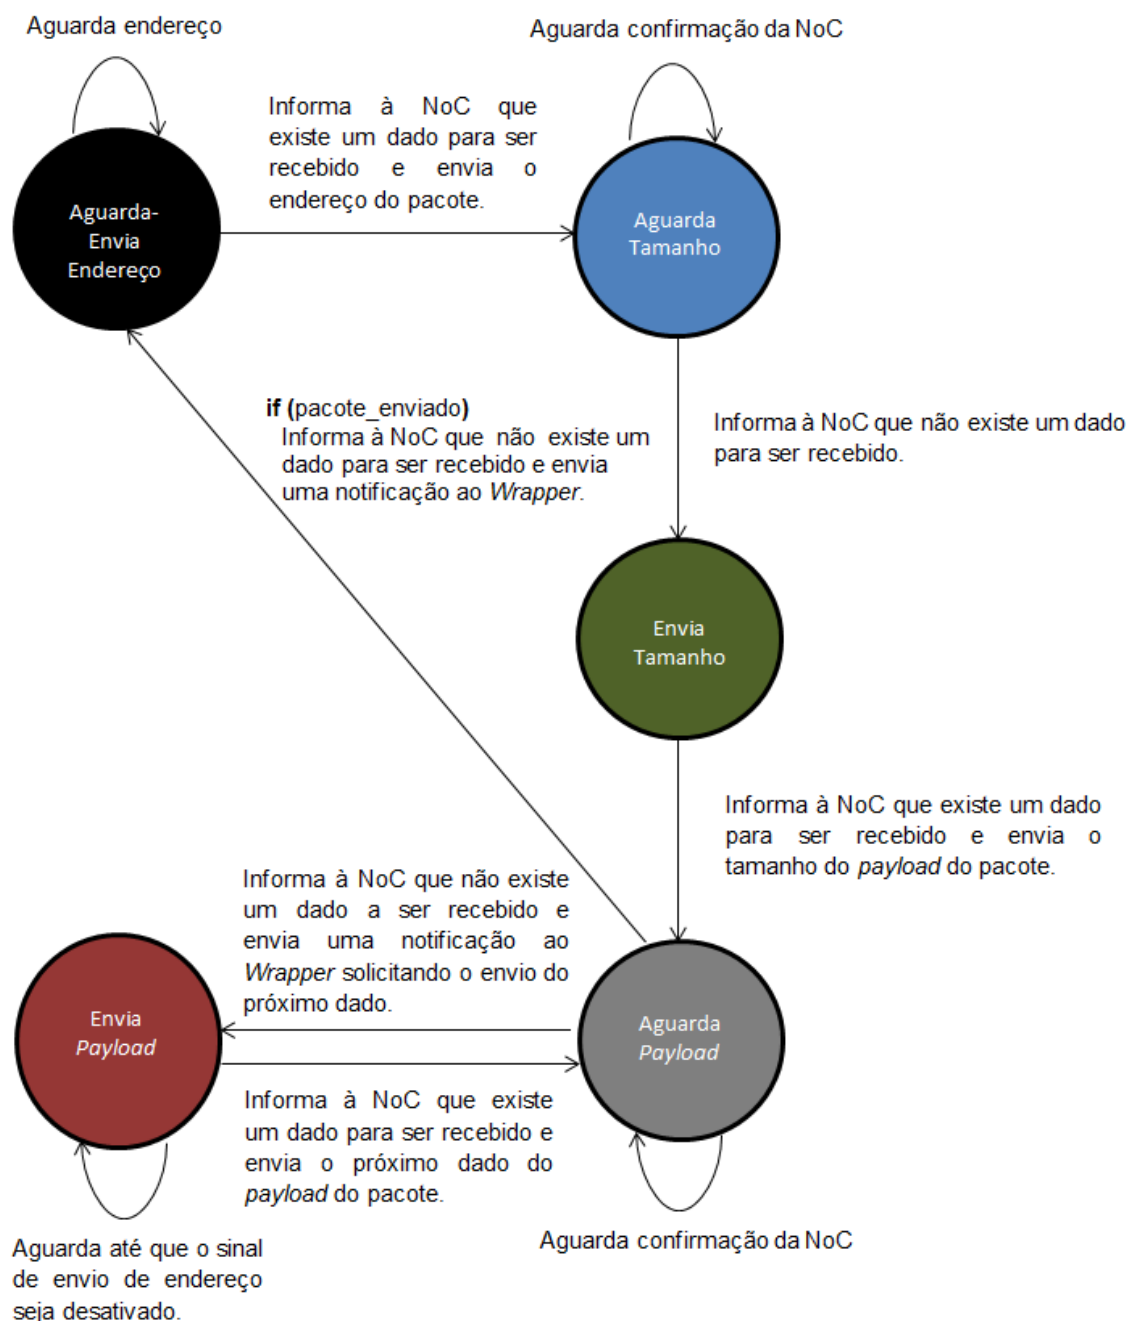 Aguarda endereço
Aguarda confirmação da NoC
Informa à NoC que
existe um dado para ser
recebido e envia o
endereço do pacote.
Aguarda-
Envia
Endereço
Aguarda
Tamanho
if (pacote_enviado)
Informa à NoC que não existe um
dado para ser recebido e envia
uma notificação ao Wrapper.
Informa à NoC que não existe um dado
para ser recebido.
Envia
Tamanho
Informa à NoC que existe um dado
para ser recebido e envia o
tamanho do payload do pacote.
Informa à NoC que não existe
um dado a ser recebido e
envia uma notificação ao
Wrapper solicitando o envio do
próximo dado.
Envia
Payload
Aguarda
Payload
Informa à NoC que existe
um dado para ser recebido e
envia o próximo dado do
payload do pacote.
Aguarda até que o sinal
de envio de endereço
seja desativado.
Aguarda confirmação da NoC